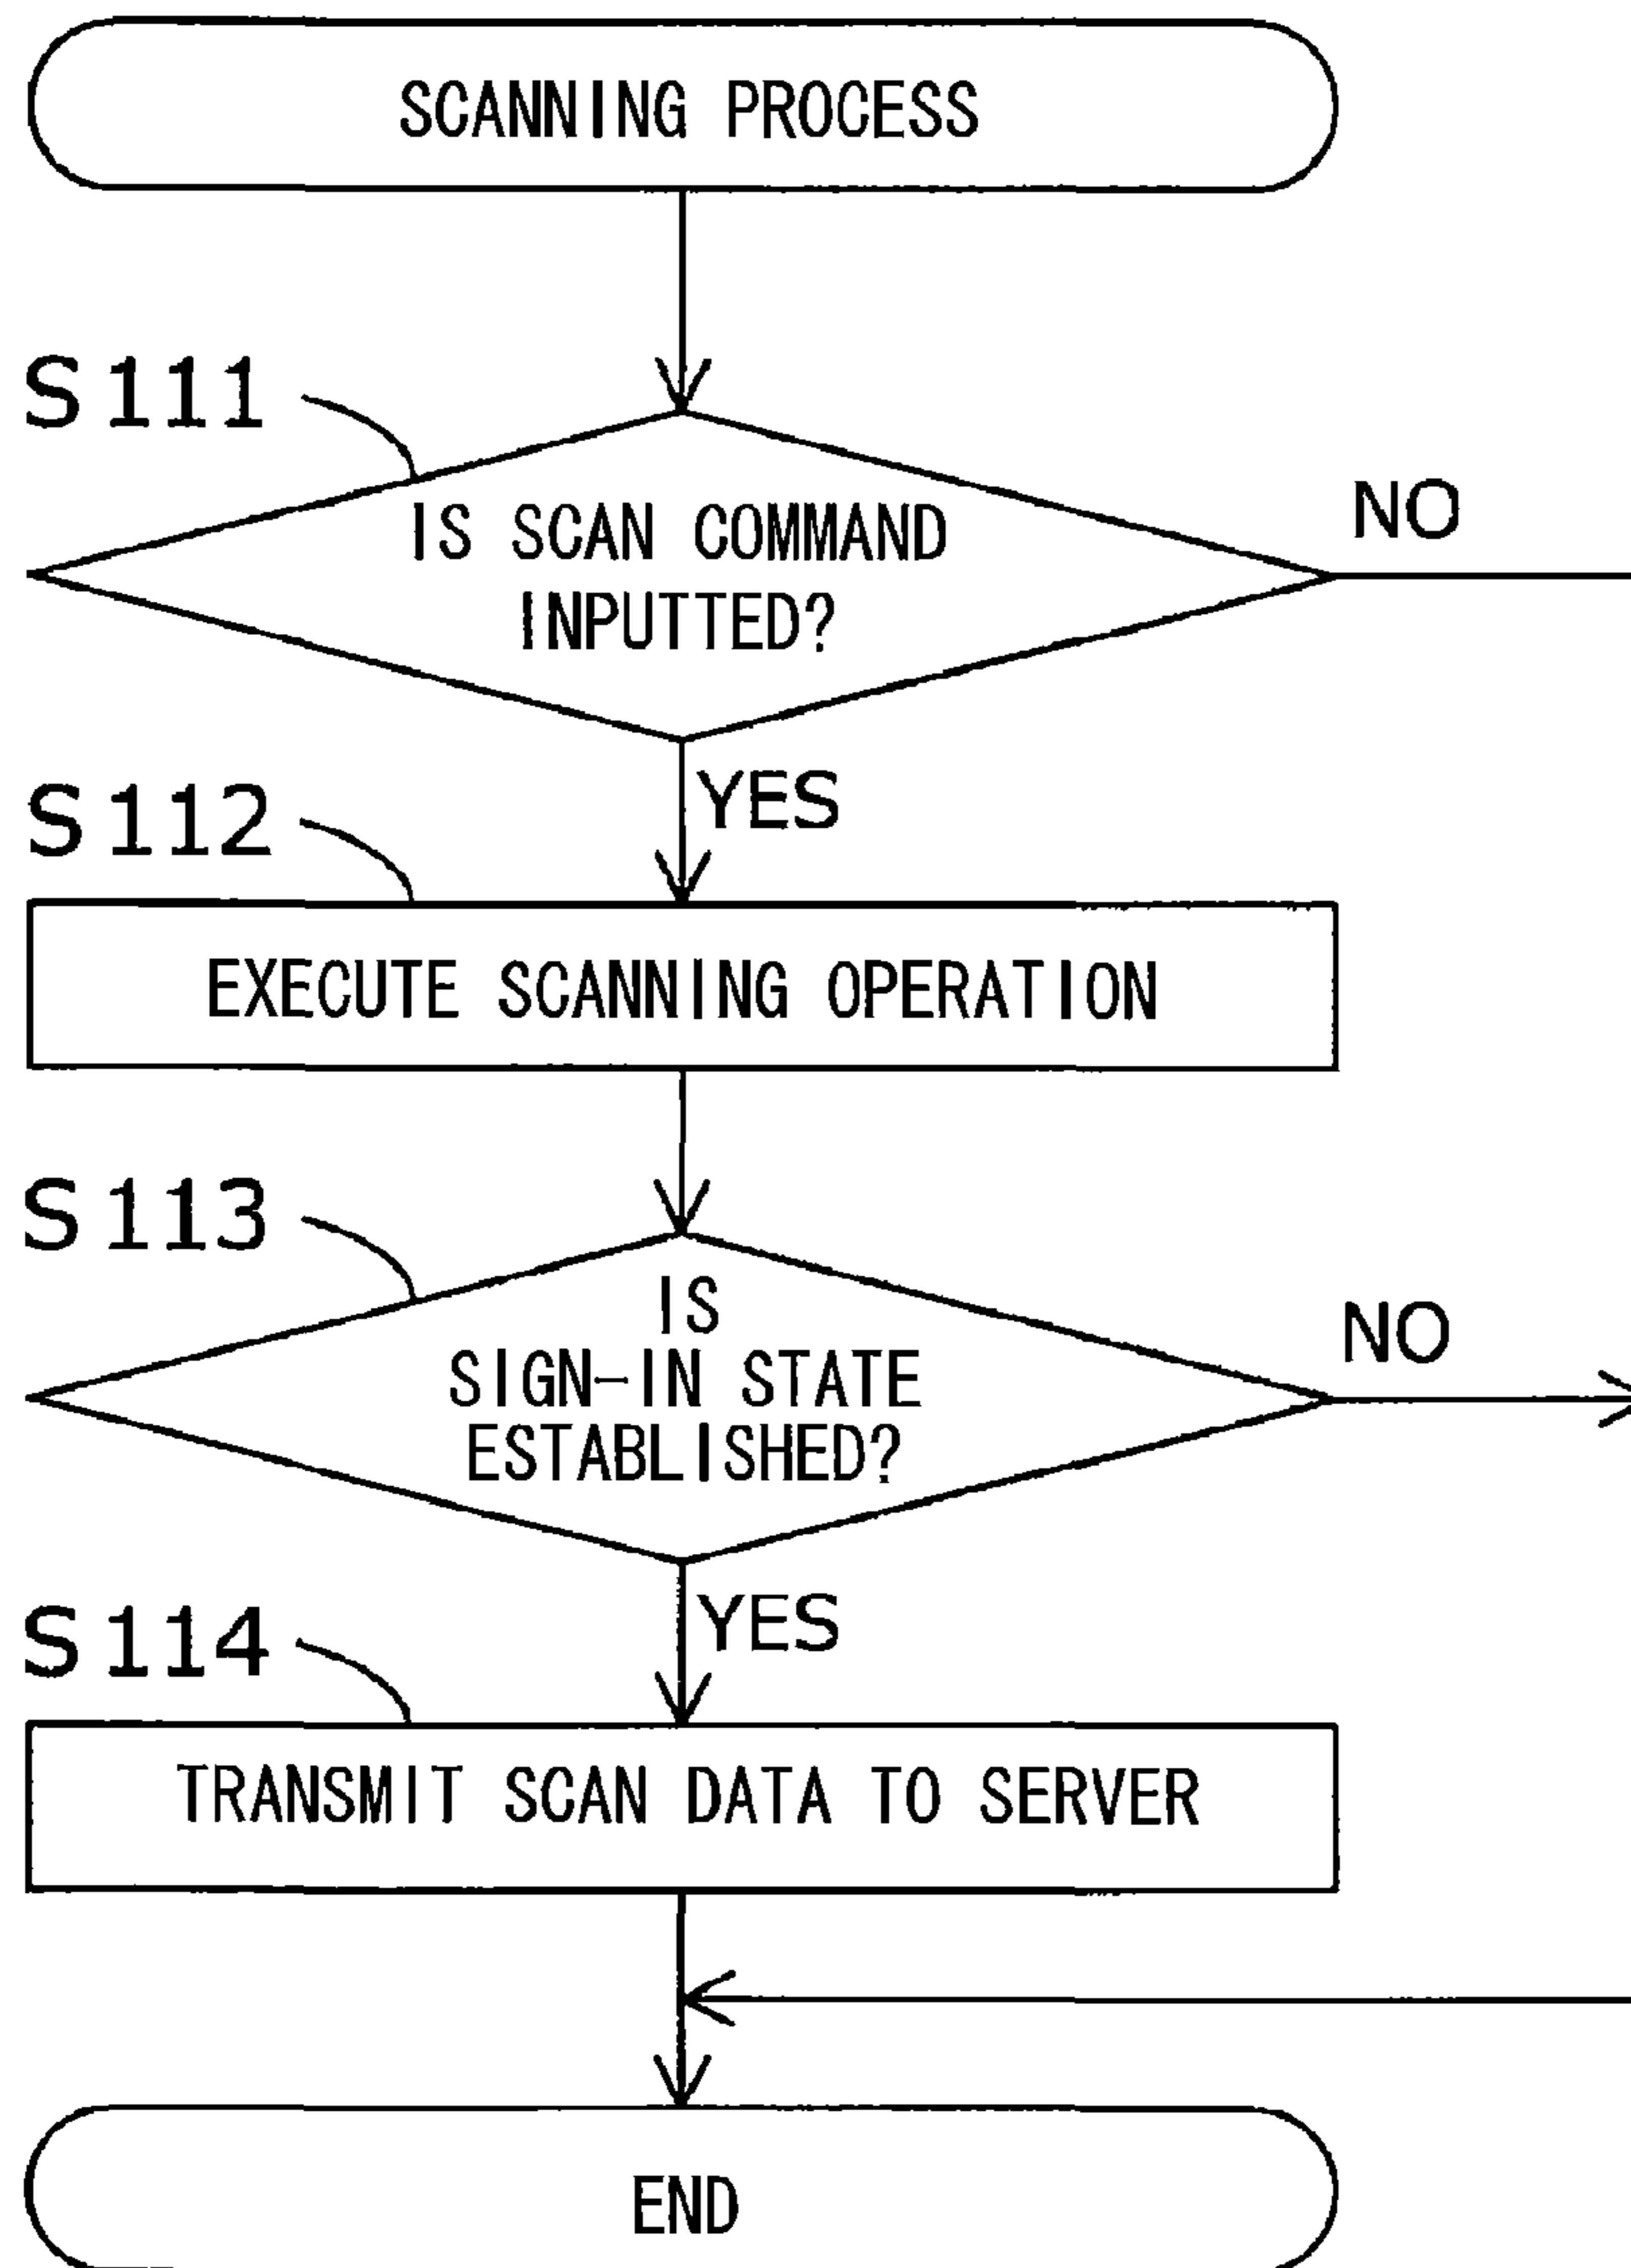 SCANNING PROCESS
S111
IS SCAN COMMAND
INPUTTED?
NO
YES
S112
EXECUTE SCANNING OPERATION
S113
IS
SIGN-IN STATE
ESTABLISHED?
NO
YES
S114
TRANSMIT SCAN DATA TO SERVER
END